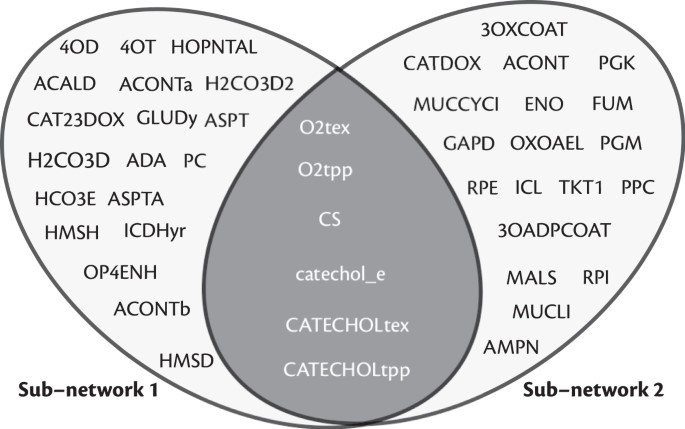 4OD 4OT HOPNTAL
ACALD ACONTa H2CO3D2
CAT23DOX GLUDy ASPT
H2CO3D ADA PC
HCO3E ASPTA
HMSH ICDHyr
OP4ENH
ACONTb
HMSD
Sub-network 1
O2tex
O2tpp
CS
catechol_e
CATECHOLtex
CATECHOLtpp
3OXCOAT
CATDOX ACONT PGK
MUCCYCI ENO FUM
GAPD OXOAEL PGM
RPE ICL TKT1 PPC
3OADPCOAT
MALS RPI
MUCLI
AMPN
Sub-network 2